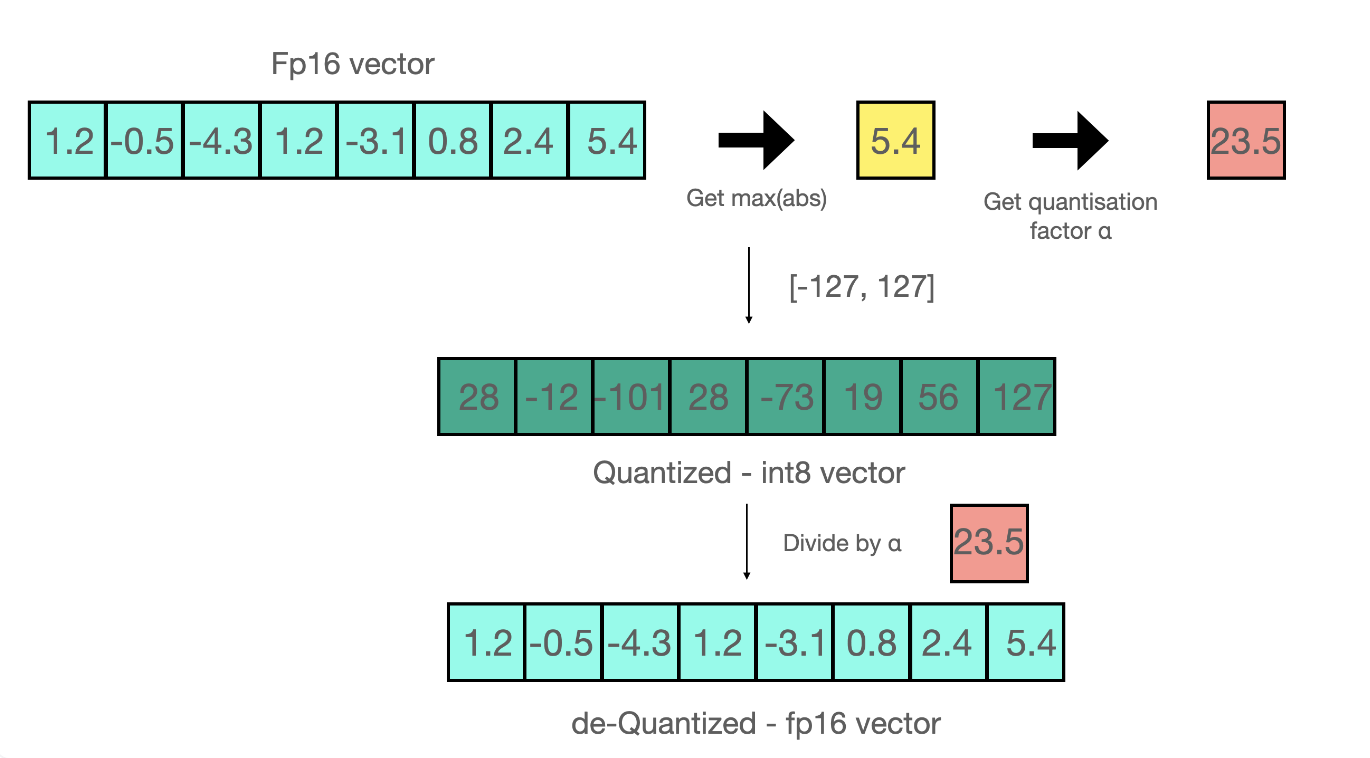 Fp16 vector
1.2 -0.5 -4.3 1.2 -3.1 0.8 2.4 5.4
5.4
23.5
Get max(abs)
Get quantisation
factor α
[-127, 127]
28 -12 -101 28 -73 19 56 127
Quantized - int8 vector
Divide by α
23.5
1.2 -0.5 -4.3 1.2 -3.1 0.8 2.4 5.4
de-Quantized - fp16 vector